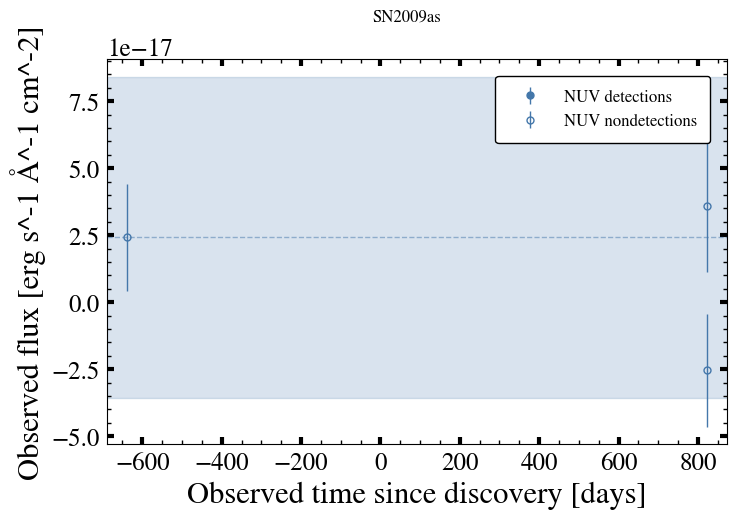 SN2009as
1e−17
7.5
5.0
2.5
0.0
−2.5
−5.0
Observed flux [erg s^-1 Å^-1 cm^-2]
NUV detections
NUV nondetections
−600
−400
−200
0
200
400
600
800
Observed time since discovery [days]